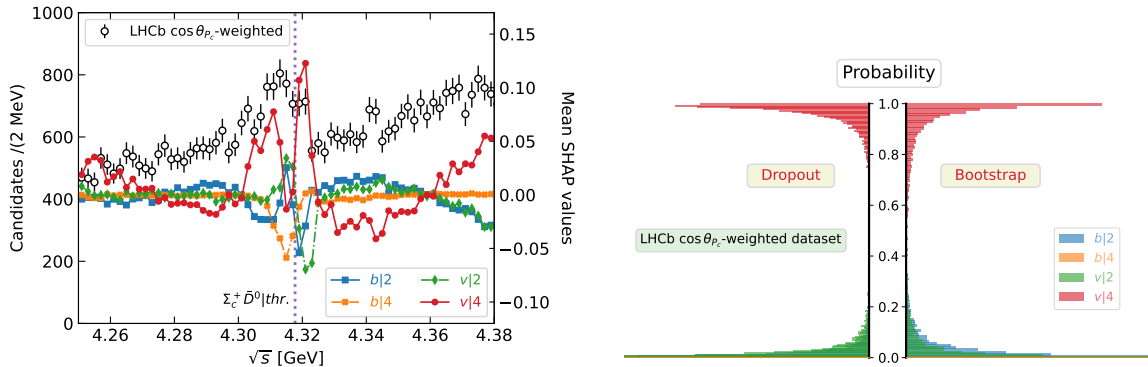 LHCb cos θ_{P_c}-weighted
Candidates /(2 MeV)
1000
800
600
400
200
0
4.26
4.28
4.30
4.32
4.34
4.36
4.38
√s [GeV]
0.15
0.10
0.05
0.00
−0.05
−0.10
Mean SHAP values
Σ_c^+ D̄^0|thr.
b|2
v|2
b|4
v|4
Probability
1.0
0.8
0.6
0.4
0.2
0.0
Dropout
Bootstrap
LHCb cos θ_{P_c}-weighted dataset
b|2
b|4
v|2
v|4